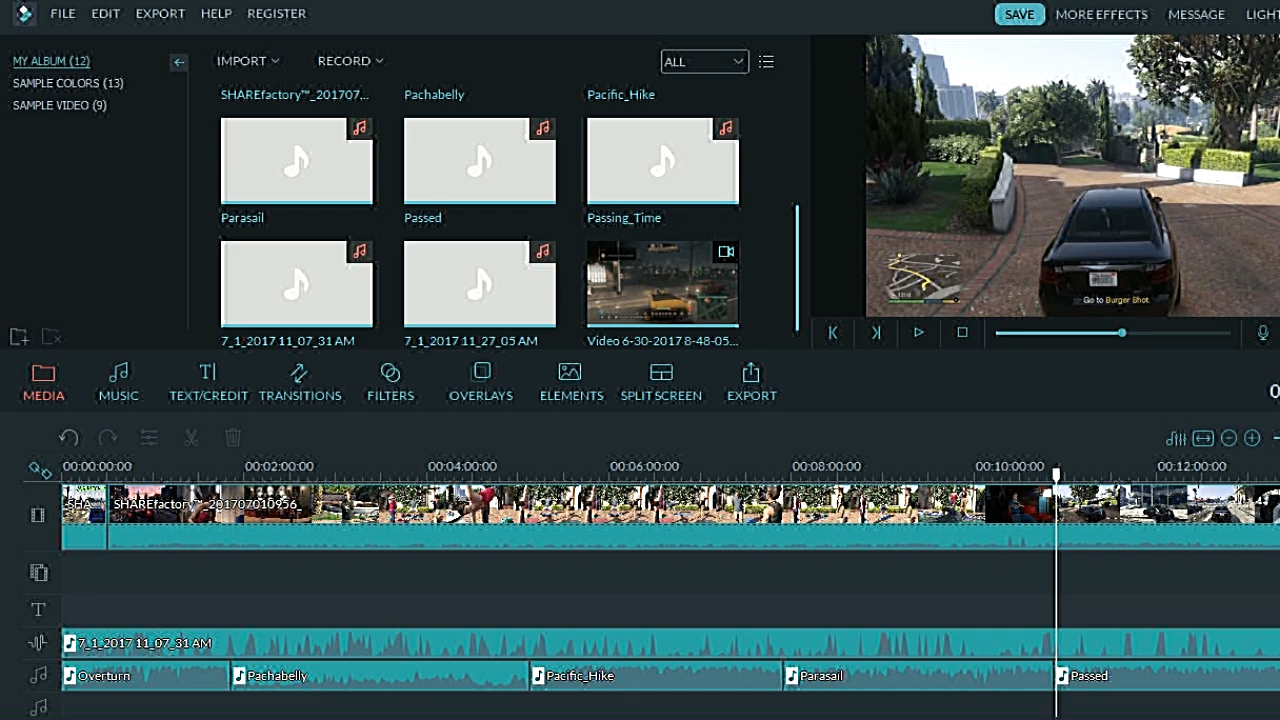 FILE EDIT EXPORT HELP REGISTER SAVE MORE EFFECTS MESSAGE LIGHT
MY ALBUM (12)
SAMPLE COLORS (13)
SAMPLE VIDEO (9)
IMPORT RECORD ALL
SHAREfactory™_201707... Pachabelly Pacific_Hike
Parasail Passed Passing_Time
7_1_2017 11_07_31 AM 7_1_2017 11_27_05 AM Video 6-30-2017 8-48-05...
Go to Burger Shot.
MEDIA MUSIC TEXT/CREDIT TRANSITIONS FILTERS OVERLAYS ELEMENTS SPLIT SCREEN EXPORT
0
00:00:00:00 00:02:00:00 00:04:00:00 00:06:00:00 00:08:00:00 00:10:00:00 00:12:00:00
SHA SHAREfactory™_201707010956
T
7_1_2017 11_07_31 AM
Overturn Pachabelly Pacific_Hike Parasail Passed